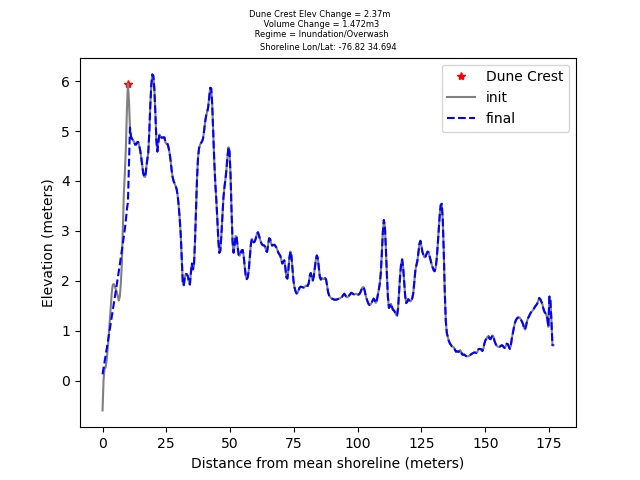 Dune Crest Elev Change = 2.37m
Volume Change = 1.472m3
Regime = Inundation/Overwash
Shoreline Lon/Lat: -76.82 34.694
Dune Crest
init
final
Elevation (meters)
6
5
4
3
2
1
0
0 25 50 75 100 125 150 175
Distance from mean shoreline (meters)